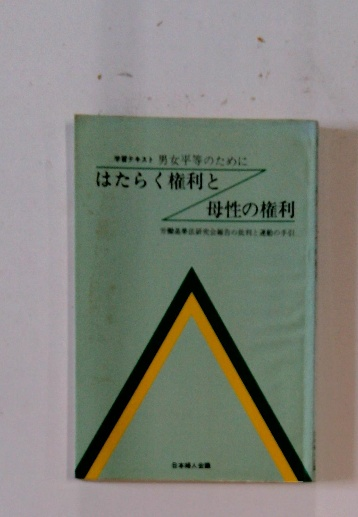 学習テキスト 男女平等のために
はたらく権利と
母性の権利
労働基準法研究会報告の批判と運動の手引
日本婦人会議